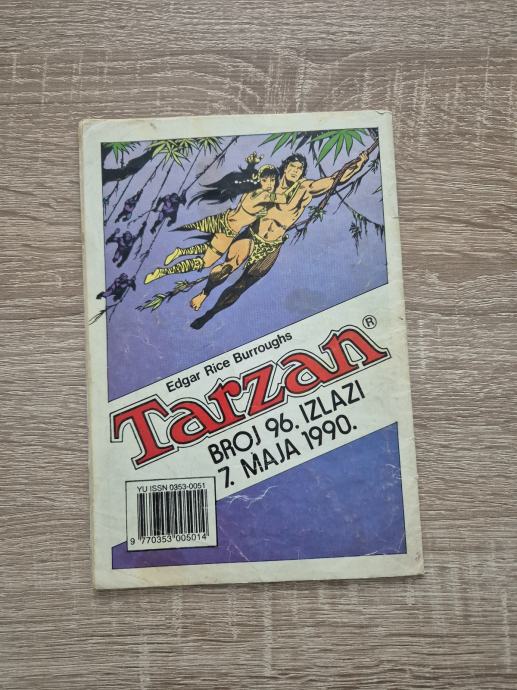 Edgar Rice Burroughs
Tarzan®
BROJ 96. IZLAZI
7. MAJA 1990.
YU ISSN 0353-0051
9 770353 005014